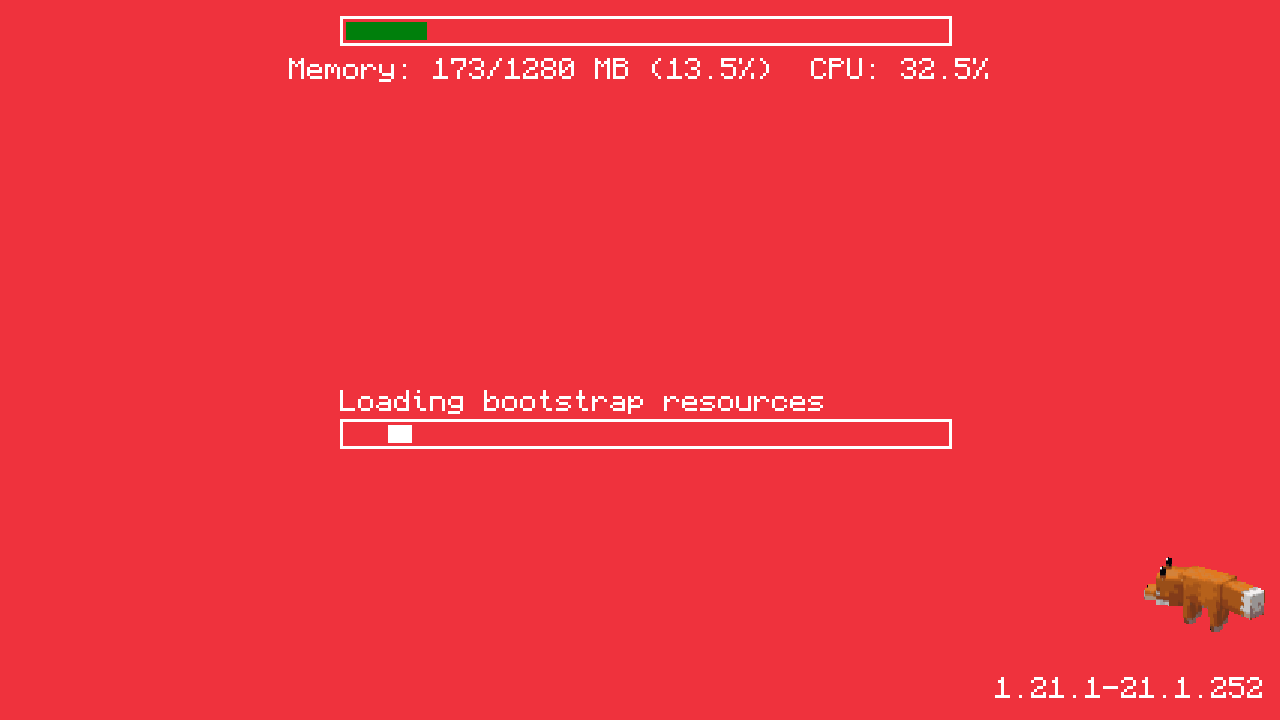 Memory: 173/1280 MB (13.5%)  CPU: 32.5%
Loading bootstrap resources
1.21.1-21.1.252